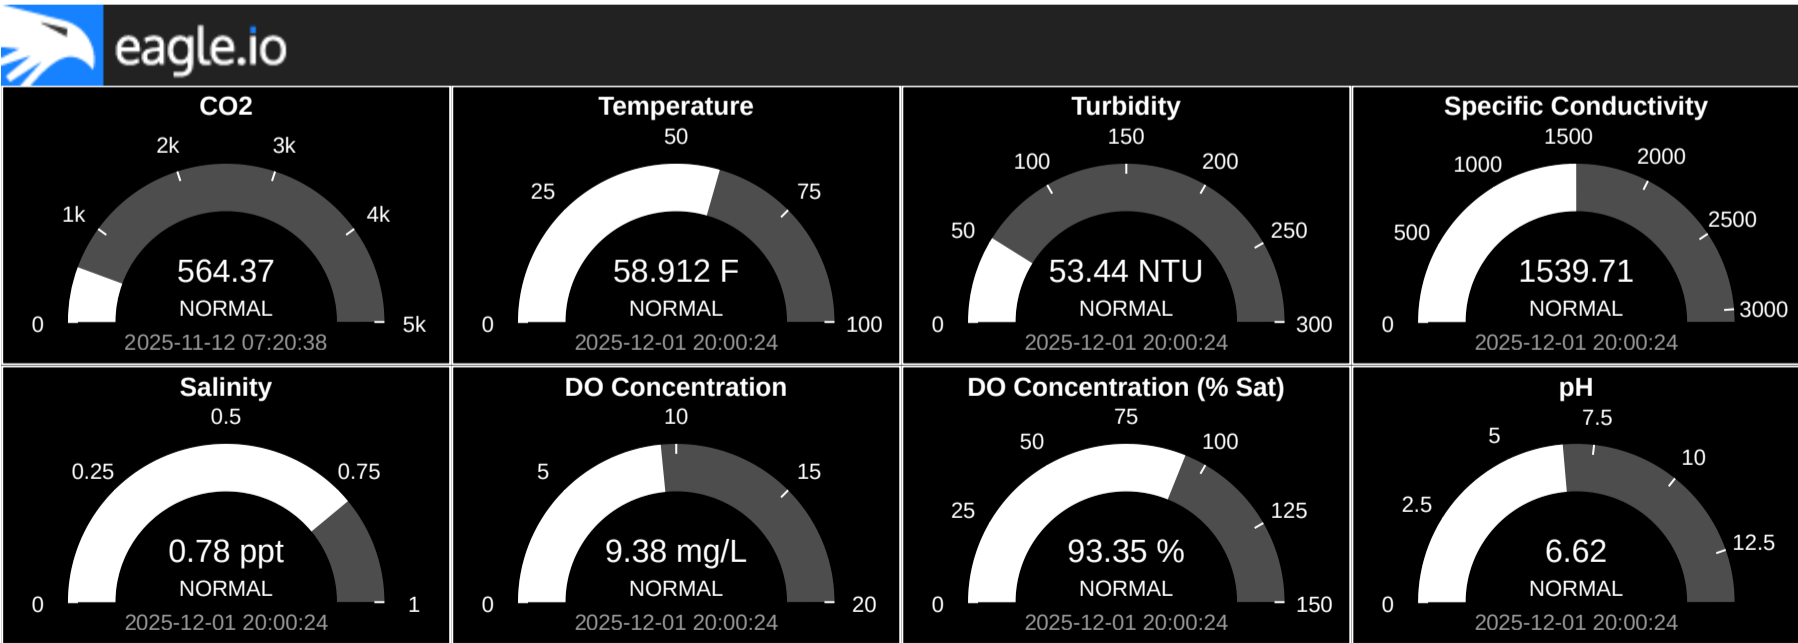 eagle.io
CO2
2k
3k
1k
4k
564.37
NORMAL
0
5k
2025-11-12 07:20:38
Temperature
50
25
75
58.912 F
NORMAL
0
100
2025-12-01 20:00:24
Turbidity
150
100
200
50
250
53.44 NTU
NORMAL
0
300
2025-12-01 20:00:24
Specific Conductivity
1500
1000
2000
500
2500
1539.71
NORMAL
0
3000
2025-12-01 20:00:24
Salinity
0.5
0.25
0.75
0.78 ppt
NORMAL
0
1
2025-12-01 20:00:24
DO Concentration
10
5
15
9.38 mg/L
NORMAL
0
20
2025-12-01 20:00:24
DO Concentration (% Sat)
75
50
100
25
125
93.35 %
NORMAL
0
150
2025-12-01 20:00:24
pH
7.5
5
10
2.5
12.5
6.62
NORMAL
0
2025-12-01 20:00:24